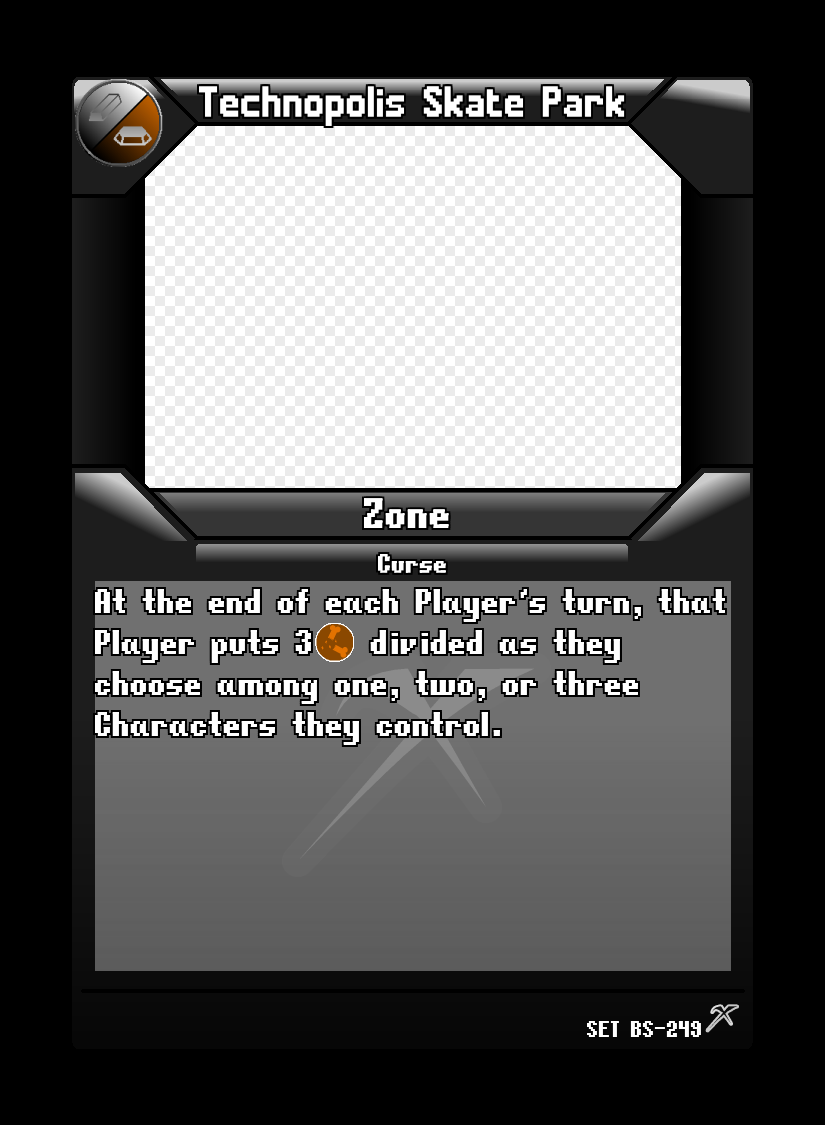 Technopolis Skate Park
Zone
Curse
At the end of each Player's turn, that
Player puts 3 divided as they
choose among one, two, or three
Characters they control.
SET BS-249